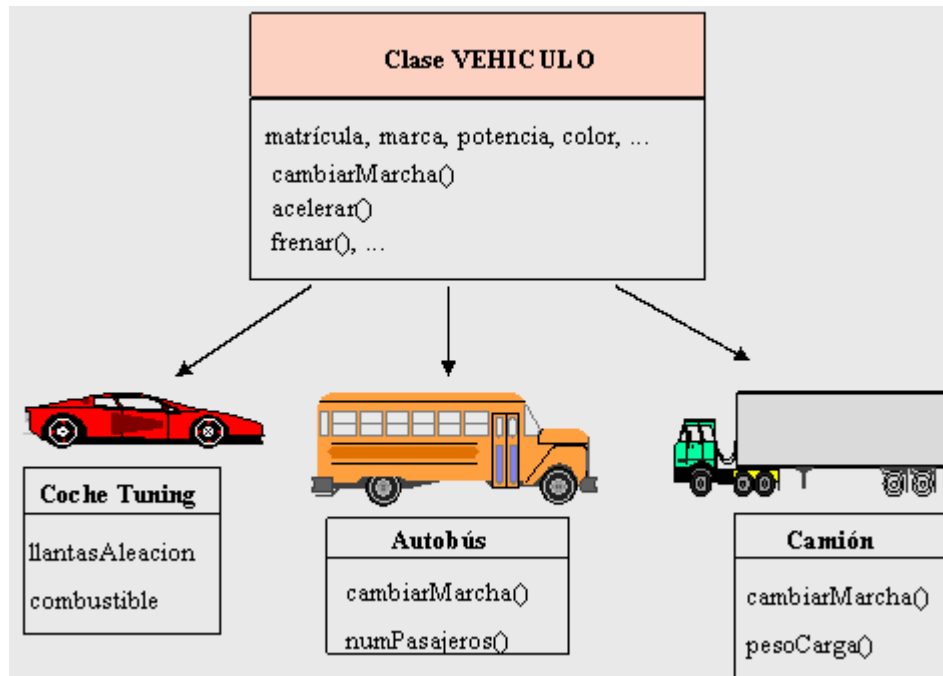 Clase VEHICULO
matrícula, marca, potencia, color, ...
cambiarMarcha()
acelerar()
frenar(), ...
Coche Tuning
llantasAleacion
combustible
Autobús
cambiarMarcha()
numPasajeros()
Camión
cambiarMarcha()
pesoCarga()